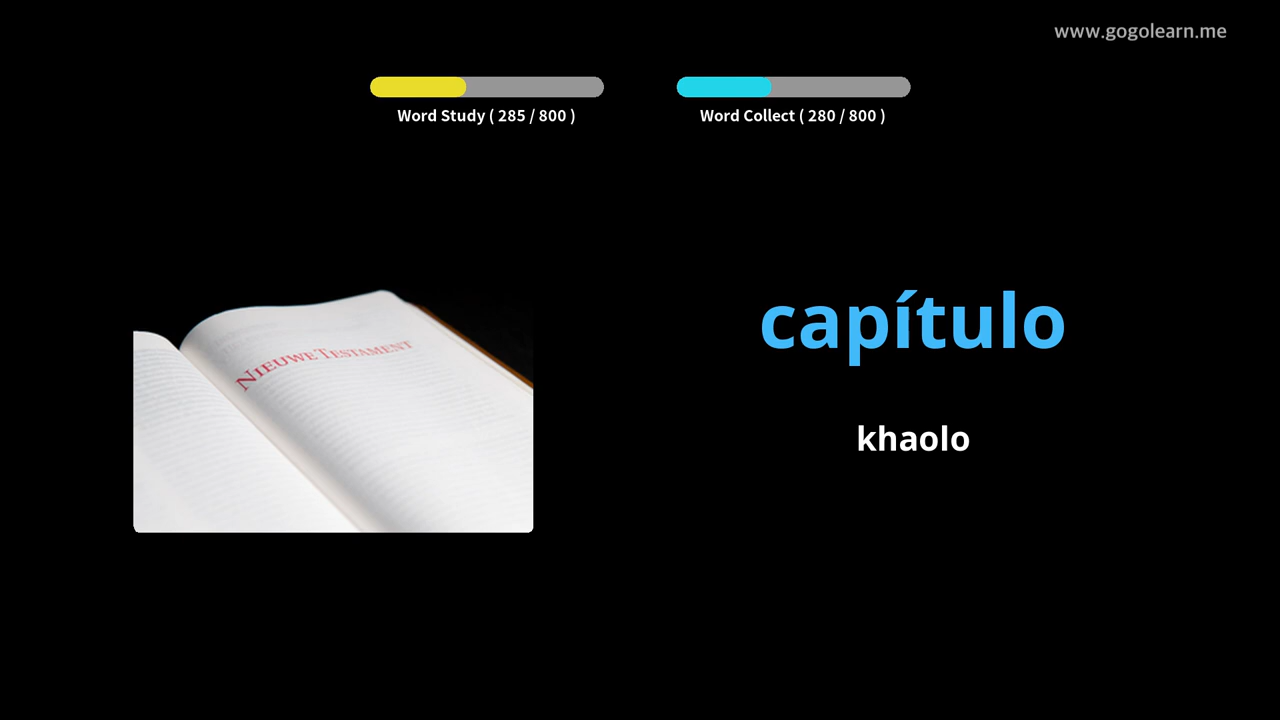 www.gogolearn.me
Word Study ( 285 / 800 )
Word Collect ( 280 / 800 )
NIEUWE TESTAMENT
capítulo
khaolo